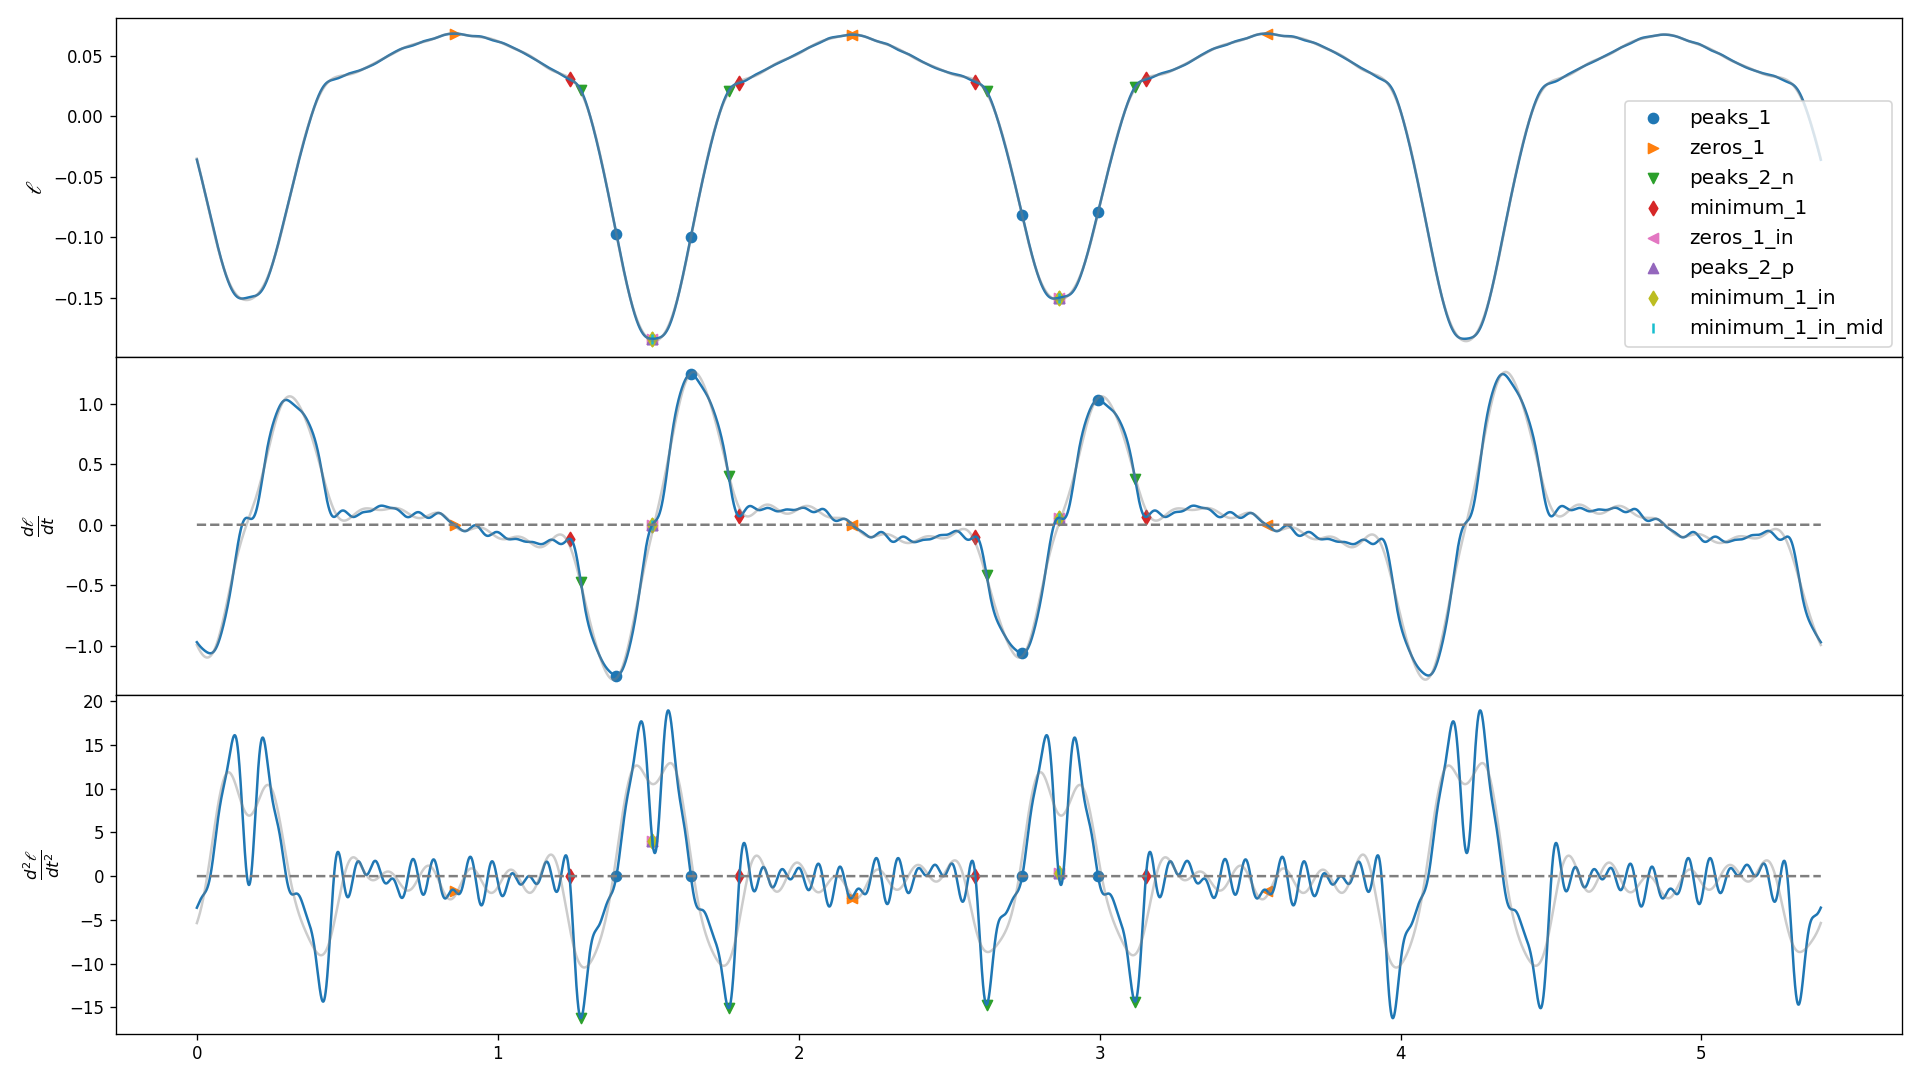 0.05
0.00
−0.05
−0.10
−0.15
ℓ
peaks_1
zeros_1
peaks_2_n
minimum_1
zeros_1_in
peaks_2_p
minimum_1_in
minimum_1_in_mid
1.0
0.5
0.0
−0.5
−1.0
dℓ/dt
20
15
10
5
0
−5
−10
−15
d²ℓ/dt²
0 1 2 3 4 5